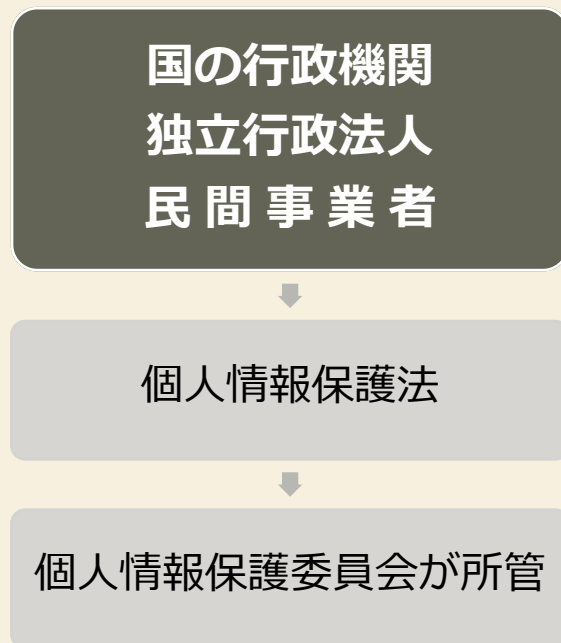 国の行政機関
独立行政法人
民間事業者
個人情報保護法
個人情報保護委員会が所管